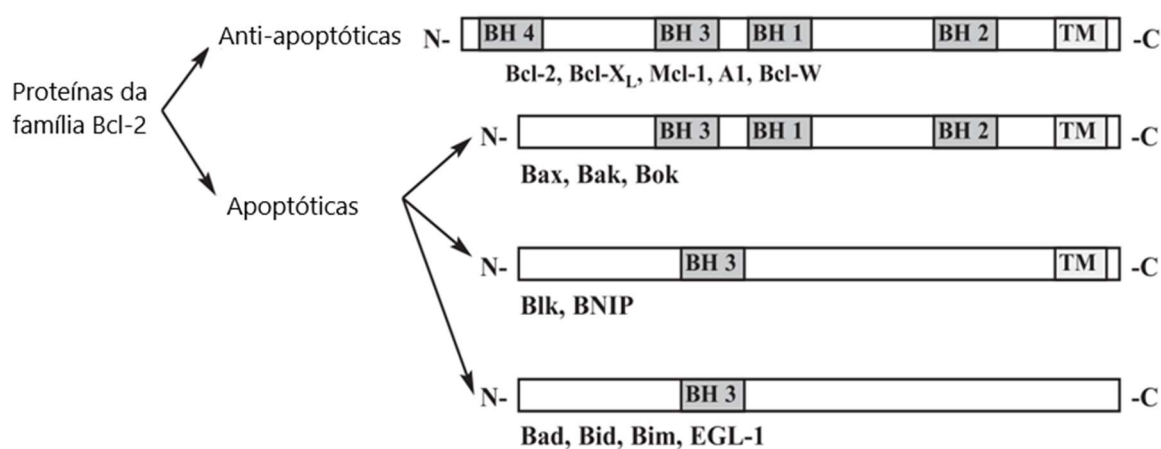 Anti-apoptóticas N- BH 4 BH 3 BH 1 BH 2 TM -C
Bcl-2, Bcl-XL, Mcl-1, A1, Bcl-W
Proteínas da
família Bcl-2
N- BH 3 BH 1 BH 2 TM -C
Bax, Bak, Bok
Apoptóticas
N- BH 3 TM -C
Blk, BNIP
N- BH 3 -C
Bad, Bid, Bim, EGL-1